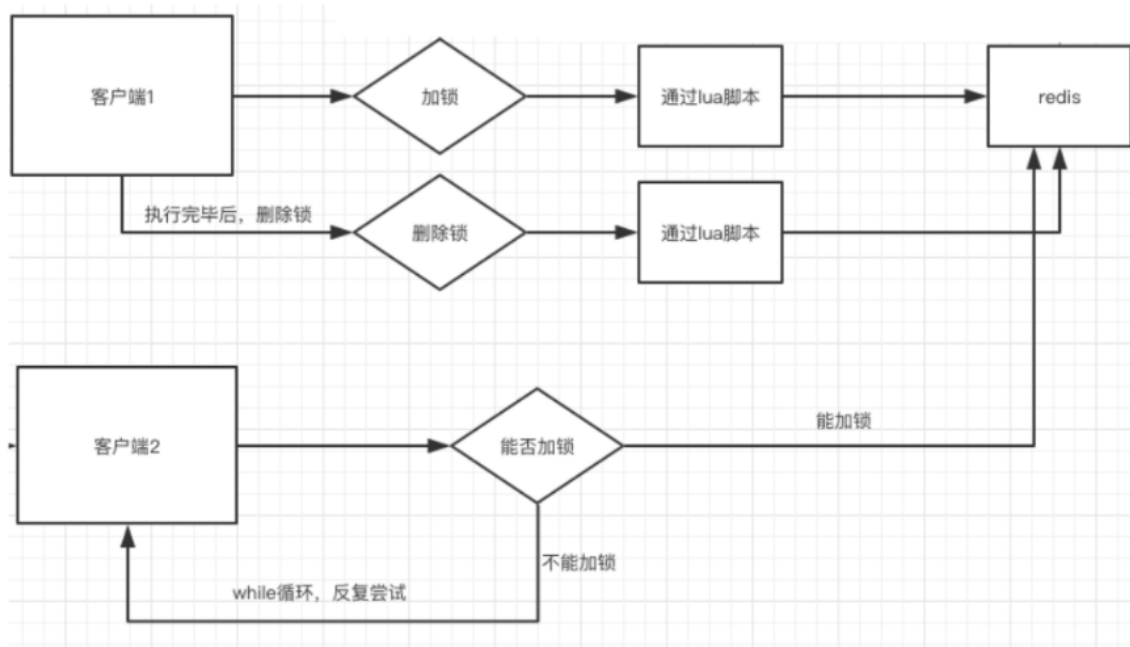 客户端1
加锁
通过lua脚本
redis
执行完毕后，删除锁
删除锁
通过lua脚本
客户端2
能否加锁
能加锁
不能加锁
while循环，反复尝试